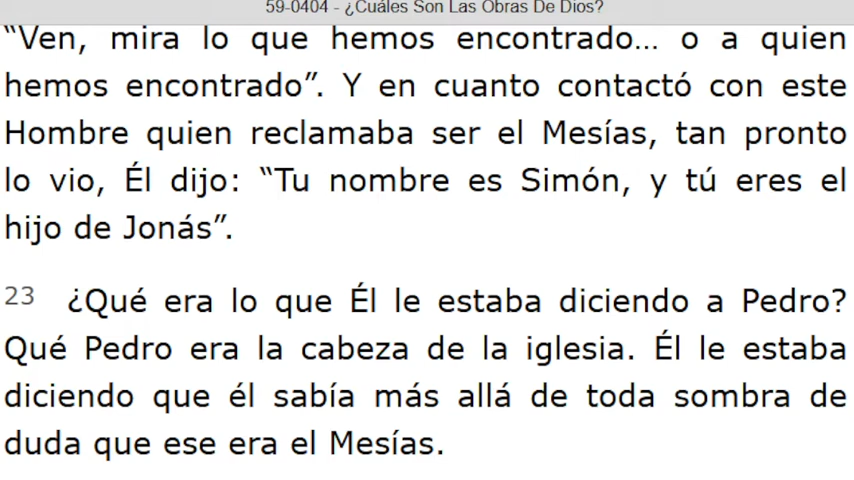 59-0404 - ¿Cuáles Son Las Obras De Dios?
“Ven, mira lo que hemos encontrado… o a quien
hemos encontrado”. Y en cuanto contactó con este
Hombre quien reclamaba ser el Mesías, tan pronto
lo vio, Él dijo: “Tu nombre es Simón, y tú eres el
hijo de Jonás”.
23 ¿Qué era lo que Él le estaba diciendo a Pedro?
Qué Pedro era la cabeza de la iglesia. Él le estaba
diciendo que él sabía más allá de toda sombra de
duda que ese era el Mesías.